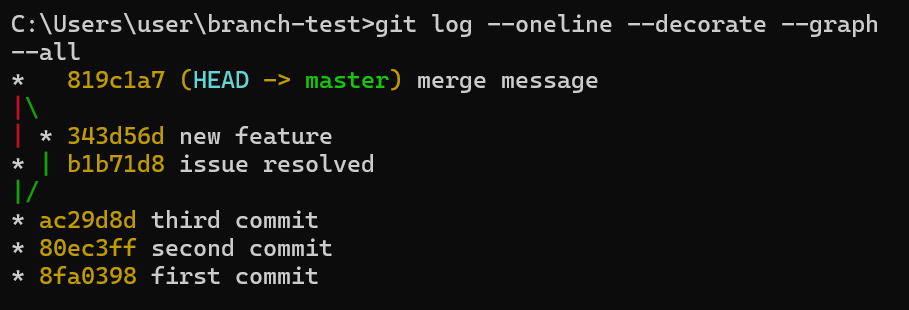 C:\Users\user\branch-test>git log --oneline --decorate --graph
--all
*   819c1a7 (HEAD -> master) merge message
|\
| * 343d56d new feature
* | b1b71d8 issue resolved
|/
* ac29d8d third commit
* 80ec3ff second commit
* 8fa0398 first commit